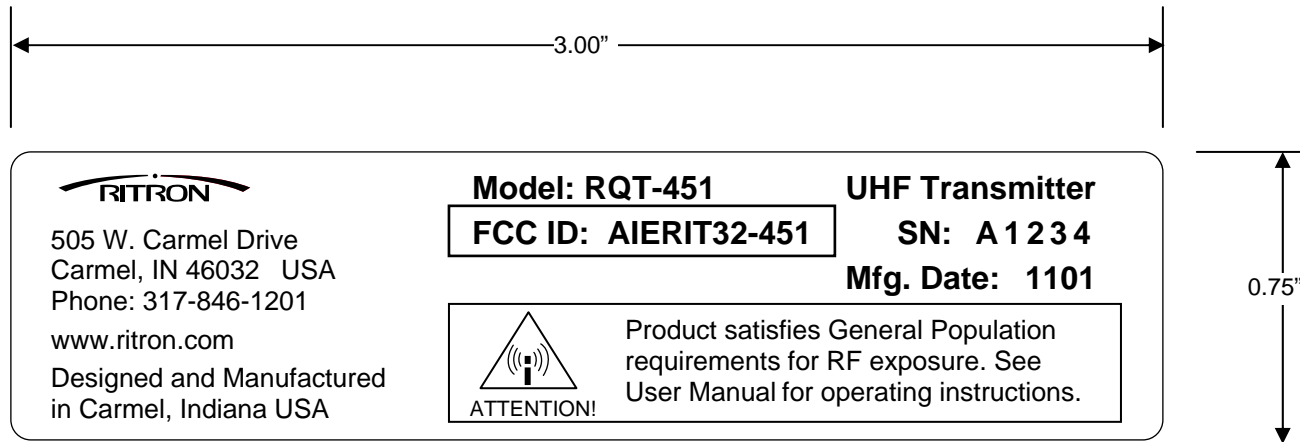 3.00”
RITRON
505 W. Carmel Drive
Carmel, IN 46032 USA
Phone: 317-846-1201
www.ritron.com
Designed and Manufactured
in Carmel, Indiana USA
Model: RQT-451
UHF Transmitter
FCC ID: AIERIT32-451
SN: A1234
Mfg. Date: 1101
ATTENTION!
Product satisfies General Population
requirements for RF exposure. See
User Manual for operating instructions.
0.75”